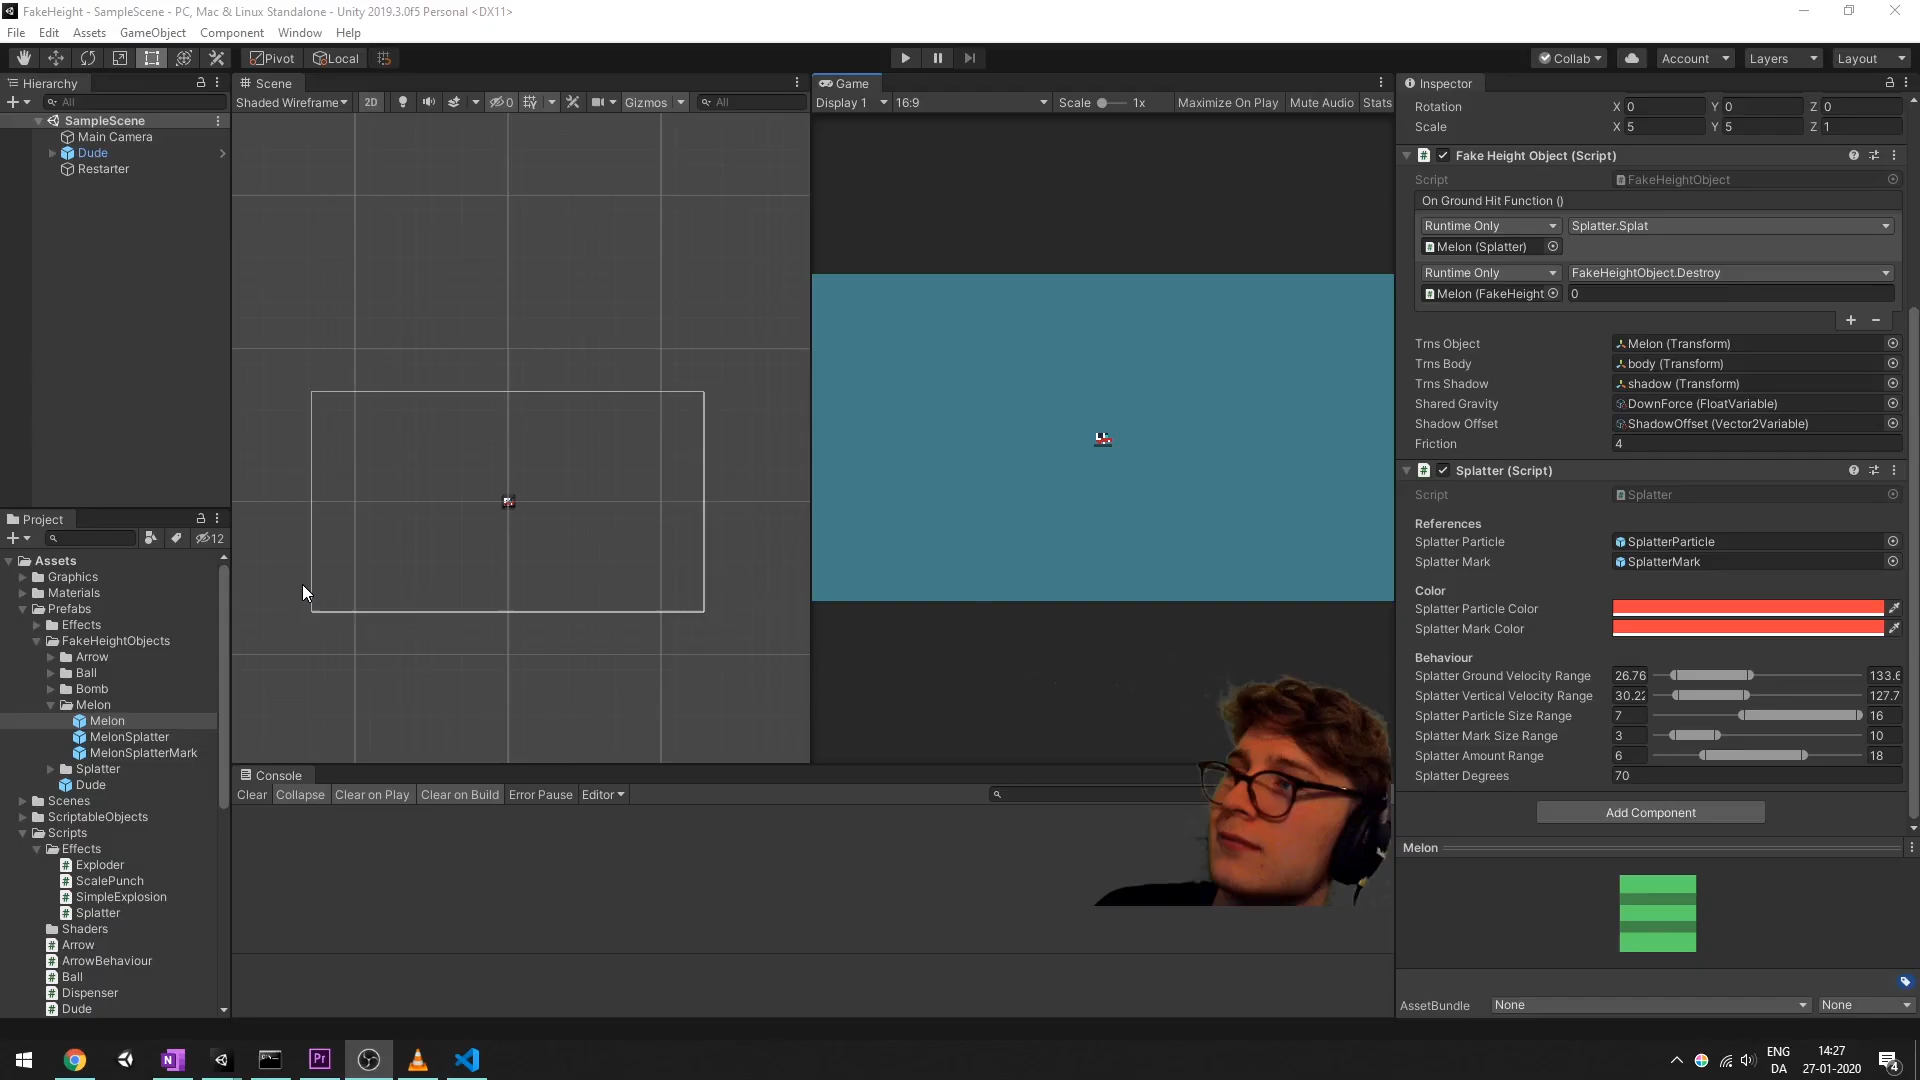 FakeHeight - SampleScene - PC, Mac & Linux Standalone - Unity 2019.3.0f5 Personal <DX11>
File Edit Assets GameObject Component Window Help
Pivot Local Collab Account Layers Layout
Hierarchy
All
SampleScene
Main Camera
Dude
Restarter
Scene
Shaded Wireframe 2D 0 Gizmos All
Game
Display 1 16:9 Scale 1x Maximize On Play Mute Audio Stats
Project
12
Assets
Graphics
Materials
Prefabs
Effects
FakeHeightObjects
Arrow
Ball
Bomb
Melon
Melon
MelonSplatter
MelonSplatterMark
Splatter
Dude
Scenes
ScriptableObjects
Scripts
Effects
Exploder
ScalePunch
SimpleExplosion
Splatter
Shaders
Arrow
ArrowBehaviour
Ball
Dispenser
Dude
Console
Clear Collapse Clear on Play Clear on Build Error Pause Editor
Inspector
Rotation X 0 Y 0 Z 0
Scale X 5 Y 5 Z 1
Fake Height Object (Script)
Script FakeHeightObject
On Ground Hit Function ()
Runtime Only Splatter.Splat
Melon (Splatter)
Runtime Only FakeHeightObject.Destroy
Melon (FakeHeight 0
Trns Object Melon (Transform)
Trns Body body (Transform)
Trns Shadow shadow (Transform)
Shared Gravity DownForce (FloatVariable)
Shadow Offset ShadowOffset (Vector2Variable)
Friction 4
Splatter (Script)
Script Splatter
References
Splatter Particle SplatterParticle
Splatter Mark SplatterMark
Color
Splatter Particle Color
Splatter Mark Color
Behaviour
Splatter Ground Velocity Range 26.76 133.6
Splatter Vertical Velocity Range 30.22 127.7
Splatter Particle Size Range 7 16
Splatter Mark Size Range 3 10
Splatter Amount Range 6 18
Splatter Degrees 70
Add Component
Melon
AssetBundle None None
ENG
DA
14:27
27-01-2020
4